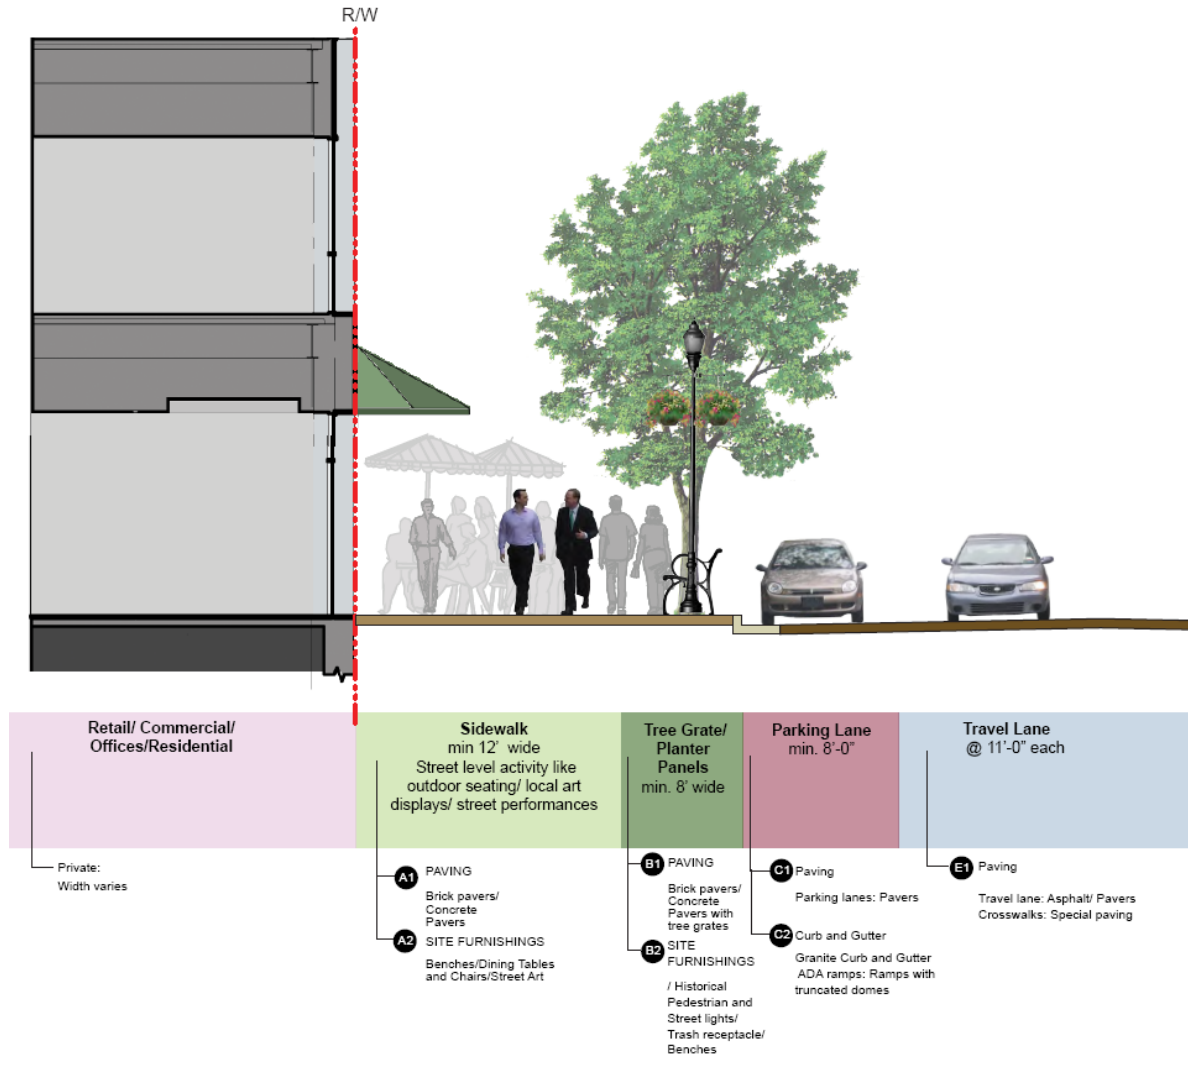 R/W
Retail/ Commercial/
Offices/Residential
Private:
Width varies
Sidewalk
min 12' wide
Street level activity like
outdoor seating/ local art
displays/ street performances
A1 PAVING
Brick pavers/
Concrete
Pavers
A2 SITE FURNISHINGS
Benches/Dining Tables
and Chairs/Street Art
Tree Grate/
Planter
Panels
min. 8' wide
B1 PAVING
Brick pavers/
Concrete
Pavers with
tree grates
B2 SITE
FURNISHINGS
/ Historical
Pedestrian and
Street lights/
Trash receptacle/
Benches
Parking Lane
min. 8'-0"
C1 Paving
Parking lanes: Pavers
C2 Curb and Gutter
Granite Curb and Gutter
ADA ramps: Ramps with
truncated domes
Travel Lane
@ 11'-0" each
E1 Paving
Travel lane: Asphalt/ Pavers
Crosswalks: Special paving